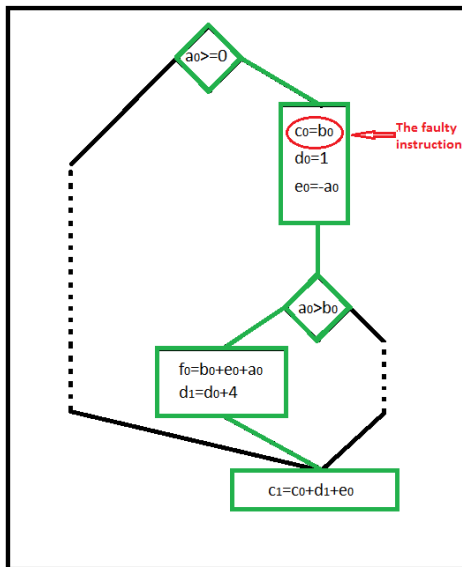 a₀>=0
c₀=b₀
The faulty
instruction
d₀=1
e₀=-a₀
a₀>b₀
f₀=b₀+e₀+a₀
d₁=d₀+4
c₁=c₀+d₁+e₀